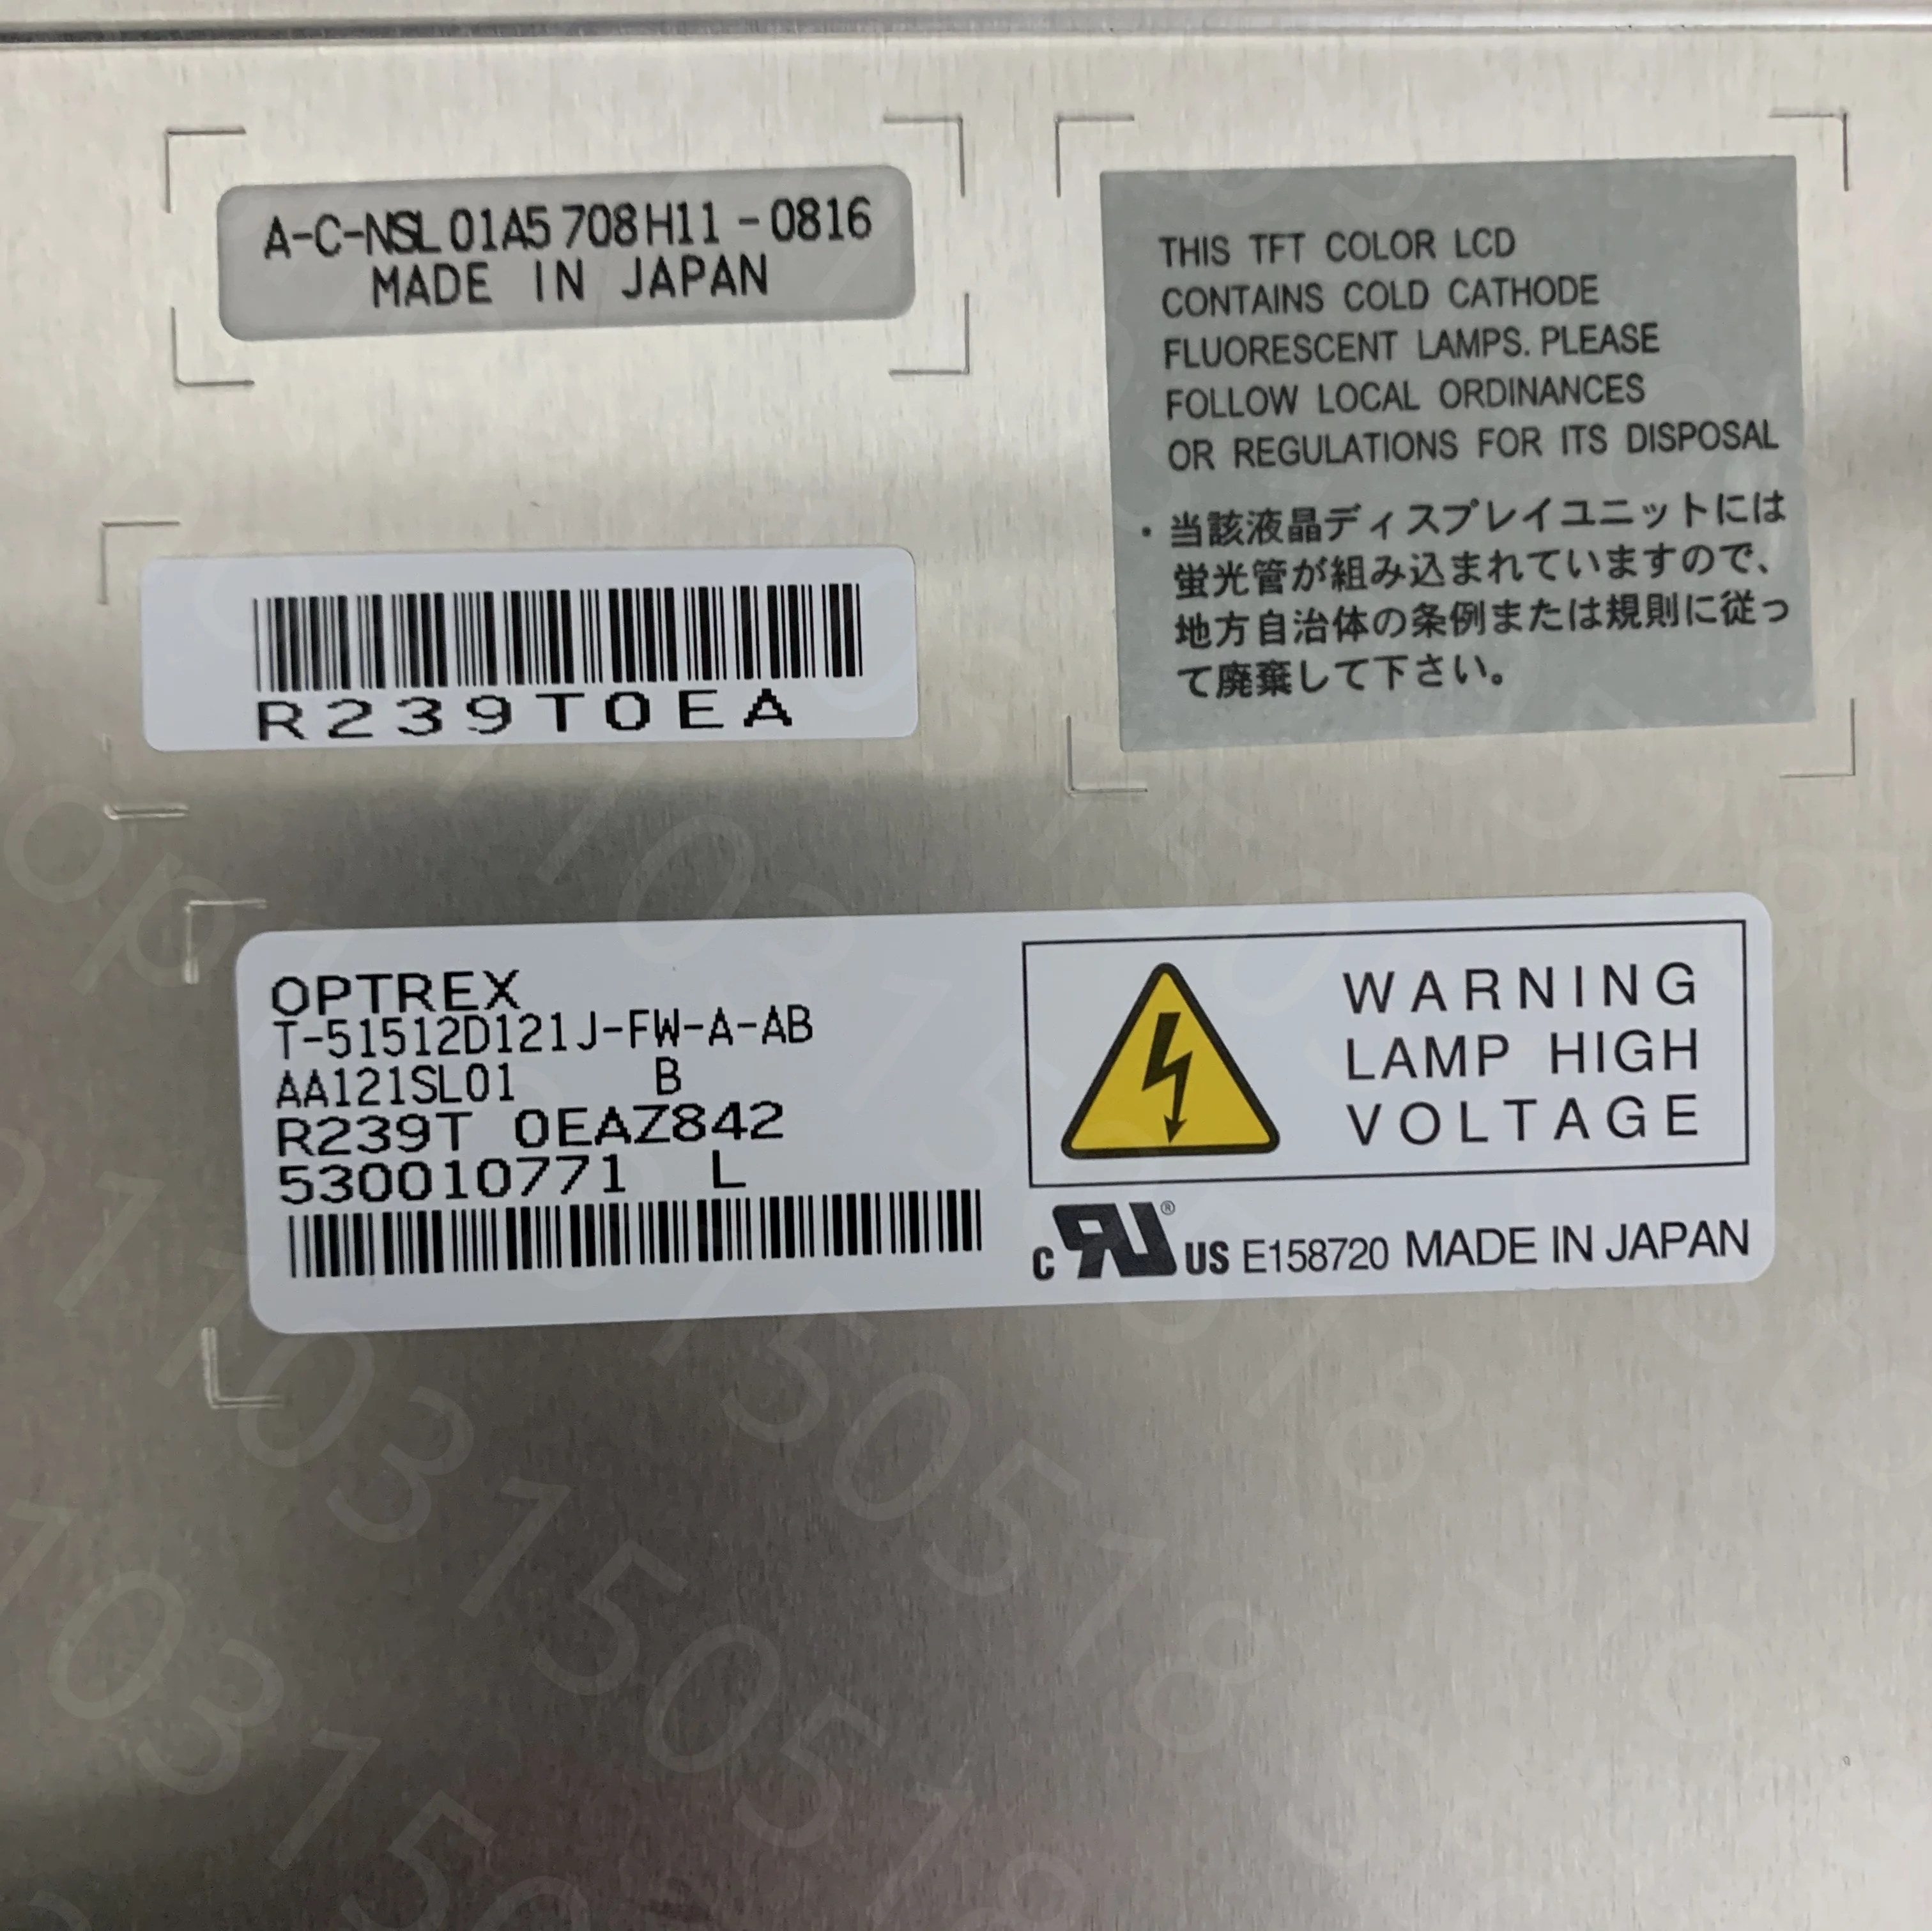 A-C-NSL01A5708H11-0816
MADE IN JAPAN
THIS TFT COLOR LCD
CONTAINS COLD CATHODE
FLUORESCENT LAMPS. PLEASE
FOLLOW LOCAL ORDINANCES
OR REGULATIONS FOR ITS DISPOSAL
・当該液晶ディスプレイユニットには
蛍光管が組み込まれていますので、
地方自治体の条例または規則に従っ
て廃棄して下さい。
R239T0EA
OPTREX
T-51512D121J-FW-A-AB
AA121SL01 B
R239T 0EAZ842
530010771 L
WARNING
LAMP HIGH
VOLTAGE
c RU ® US E158720 MADE IN JAPAN